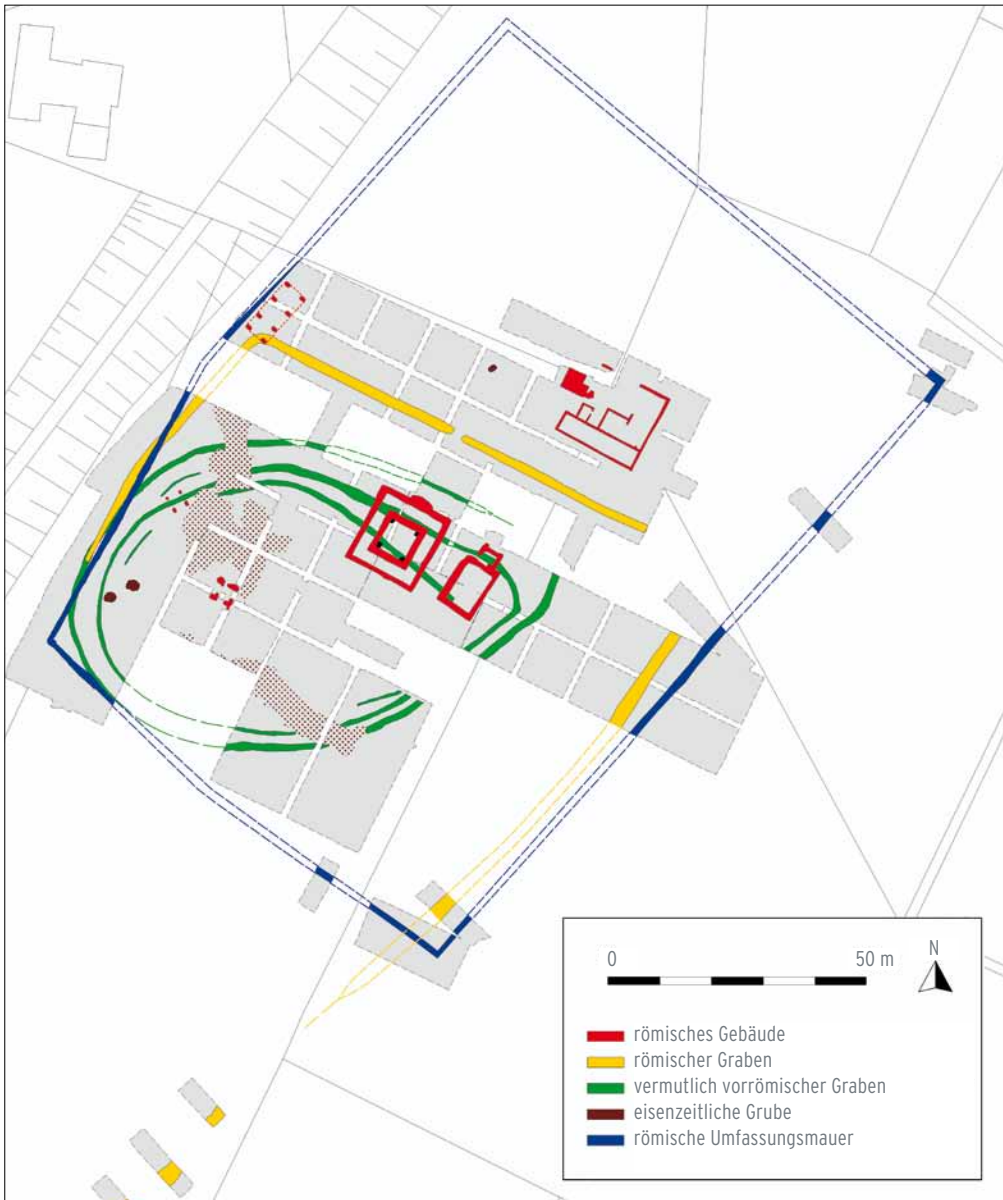 0 50 m N
römisches Gebäude
römischer Graben
vermutlich vorrömischer Graben
eisenzeitliche Grube
römische Umfassungsmauer